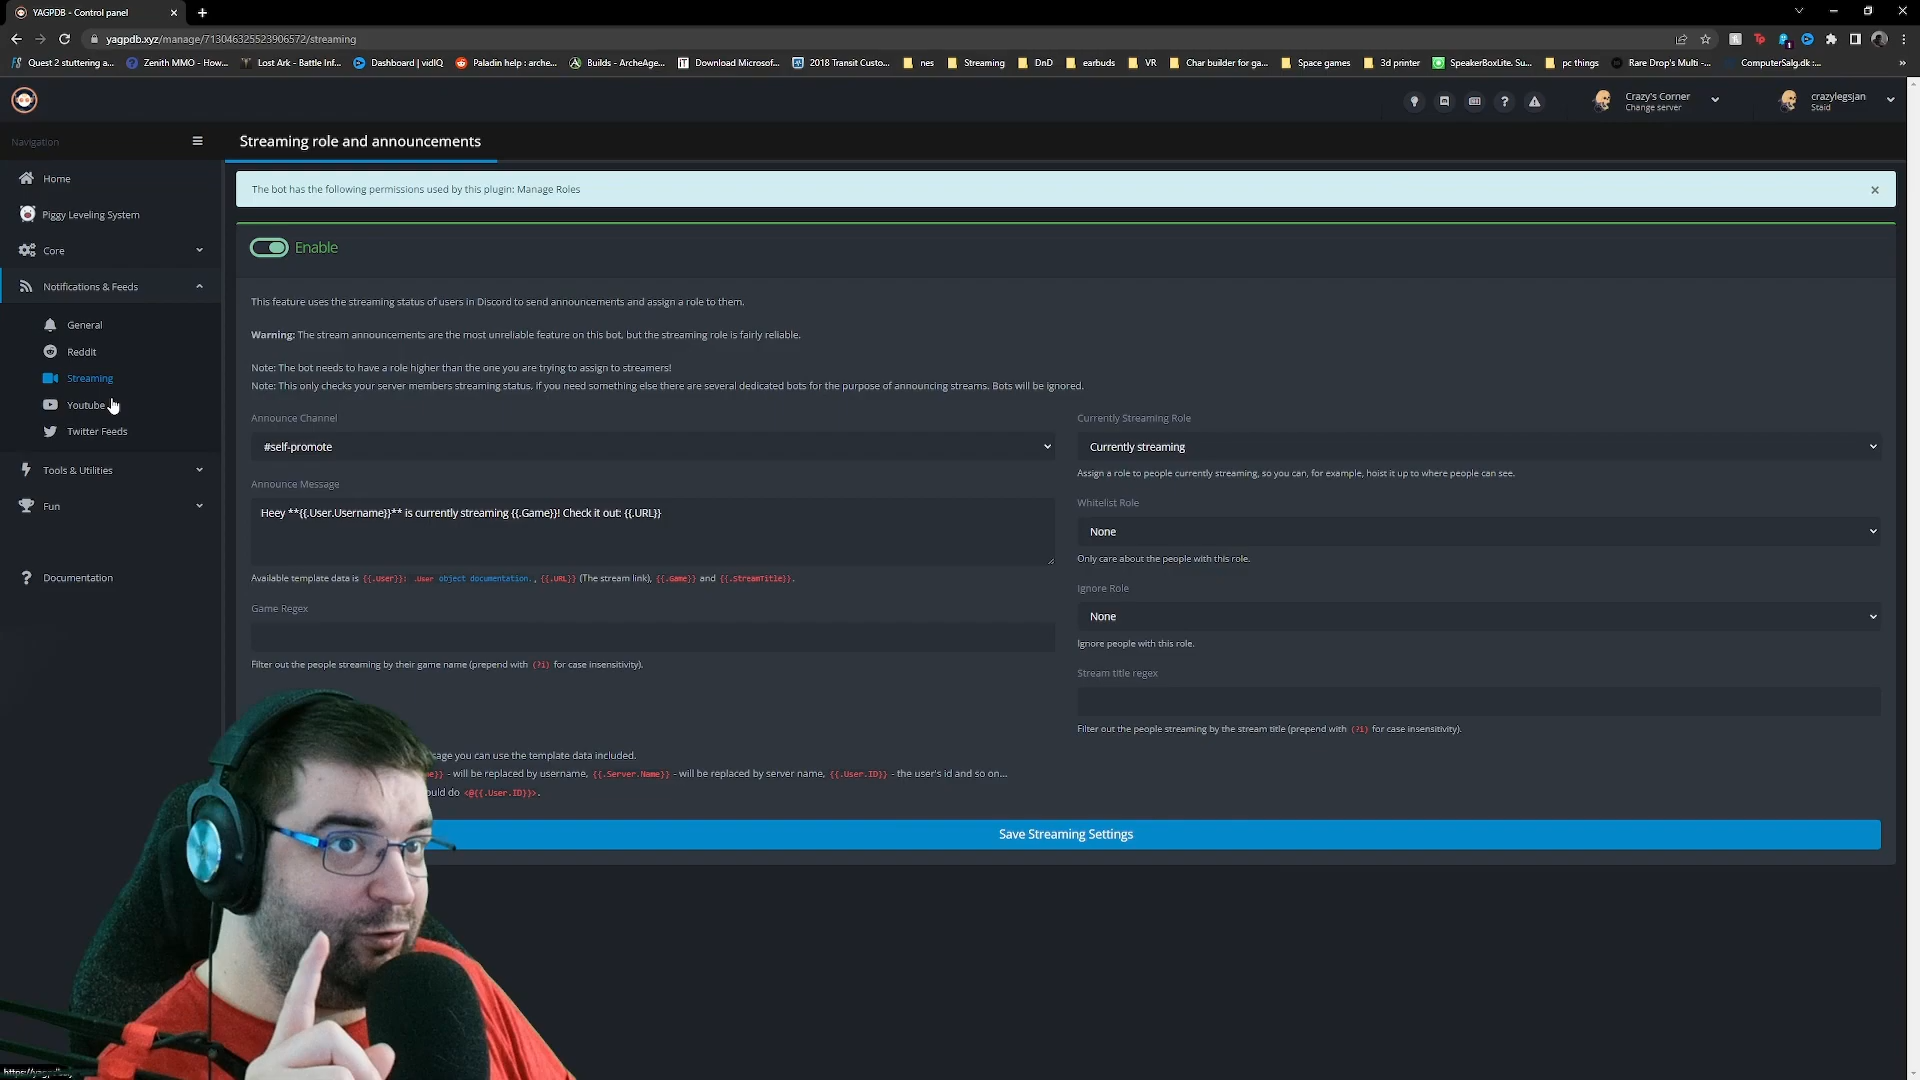 YAGPDB - Control panel
yagpdb.xyz/manage/713046325523906572/streaming
Quest 2 stuttering a... Zenith MMO - How... Lost Ark - Battle Inf... Dashboard | vidIQ Paladin help : arche... Builds - ArcheAge... Download Microsof... 2018 Transit Custo... nes Streaming DnD earbuds VR Char builder for ga... Space games 3d printer SpeakerBoxLite. Su... pc things Rare Drop's Multi -... ComputerSalg.dk :...
Crazy's Corner
Change server
crazylegsjan
Staid
Navigation
Streaming role and announcements
Home
Piggy Leveling System
Core
Notifications & Feeds
General
Reddit
Streaming
Youtube
Twitter Feeds
Tools & Utilities
Fun
Documentation
The bot has the following permissions used by this plugin: Manage Roles
Enable
This feature uses the streaming status of users in Discord to send announcements and assign a role to them.
Warning: The stream announcements are the most unreliable feature on this bot, but the streaming role is fairly reliable.
Note: The bot needs to have a role higher than the one you are trying to assign to streamers!
Note: This only checks your server members streaming status, if you need something else there are several dedicated bots for the purpose of announcing streams. Bots will be ignored.
Announce Channel
#self-promote
Announce Message
Heey **{{.User.Username}}** is currently streaming {{.Game}}! Check it out: {{.URL}}
Available template data is {{.User}}: .User object documentation., {{.URL}} (The stream link), {{.Game}} and {{.StreamTitle}}.
Game Regex
Filter out the people streaming by their game name (prepend with (?i) for case insensitivity).
Currently Streaming Role
Currently streaming
Assign a role to people currently streaming, so you can, for example, hoist it up to where people can see.
Whitelist Role
None
Only care about the people with this role.
Ignore Role
None
Ignore people with this role.
Stream title regex
Filter out the people streaming by the stream title (prepend with (?i) for case insensitivity).
sage you can use the template data included.
me}} - will be replaced by username, {{.Server.Name}} - will be replaced by server name, {{.User.ID}} - the user's id and so on...
ould do <@{{.User.ID}}>.
Save Streaming Settings